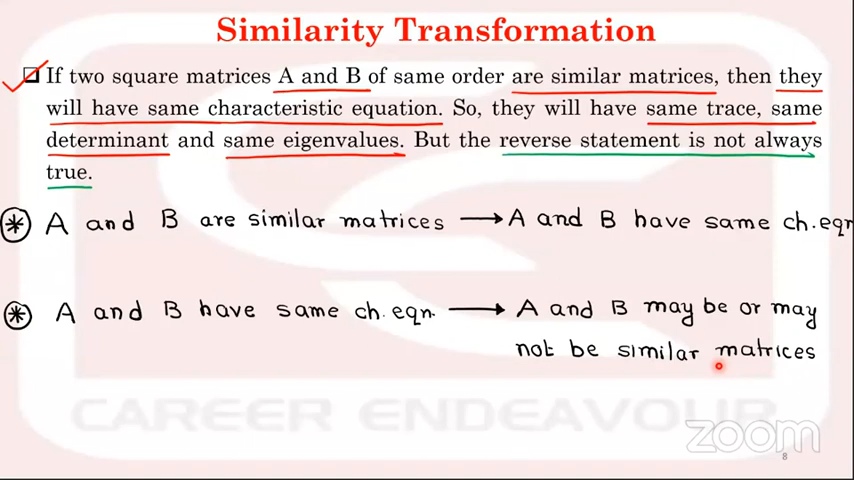 Similarity Transformation
If two square matrices A and B of same order are similar matrices, then they
will have same characteristic equation. So, they will have same trace, same
determinant and same eigenvalues. But the reverse statement is not always
true.
A and B are similar matrices → A and B have same ch. eqn
A and B have same ch. eqn. → A and B may be or may
not be similar matrices
CAREER ENDEAVOUR
zoom
8